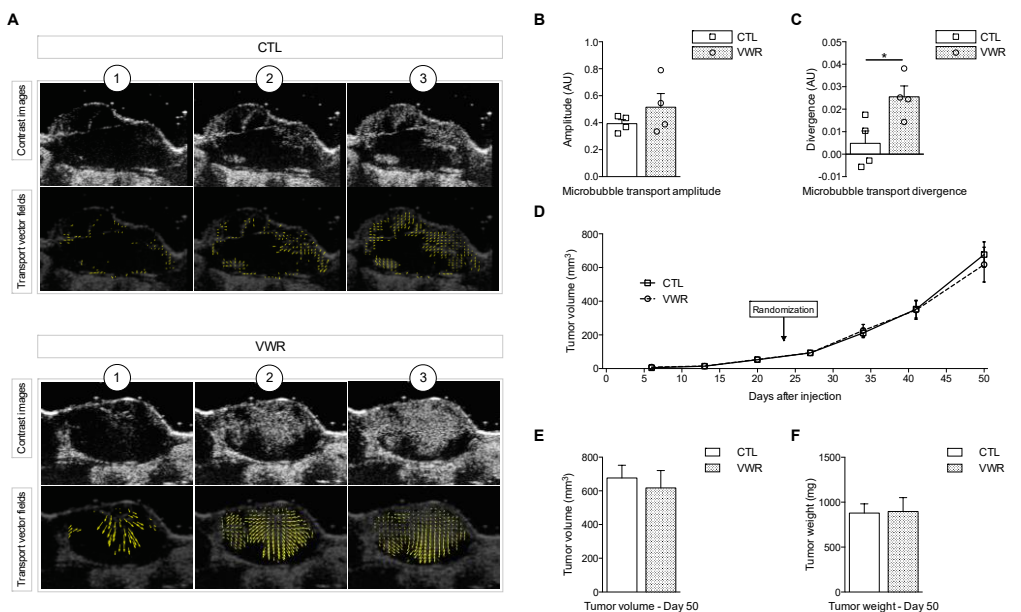 A
CTL
1
2
3
Contrast images
Transport vector fields
VWR
1
2
3
Contrast images
Transport vector fields
B
CTL
VWR
1.0
0.8
0.6
0.4
0.2
0.0
Amplitude (AU)
Microbubble transport amplitude
C
CTL
VWR
*
0.05
0.04
0.03
0.02
0.01
0.00
-0.01
Divergence (AU)
Microbubble transport divergence
D
CTL
VWR
Randomization
800
600
400
200
0
Tumor volume (mm³)
0 5 10 15 20 25 30 35 40 45 50
Days after injection
E
CTL
VWR
800
600
400
200
0
Tumor volume (mm³)
Tumor volume - Day 50
F
CTL
VWR
1500
1000
500
0
Tumor weight (mg)
Tumor weight - Day 50